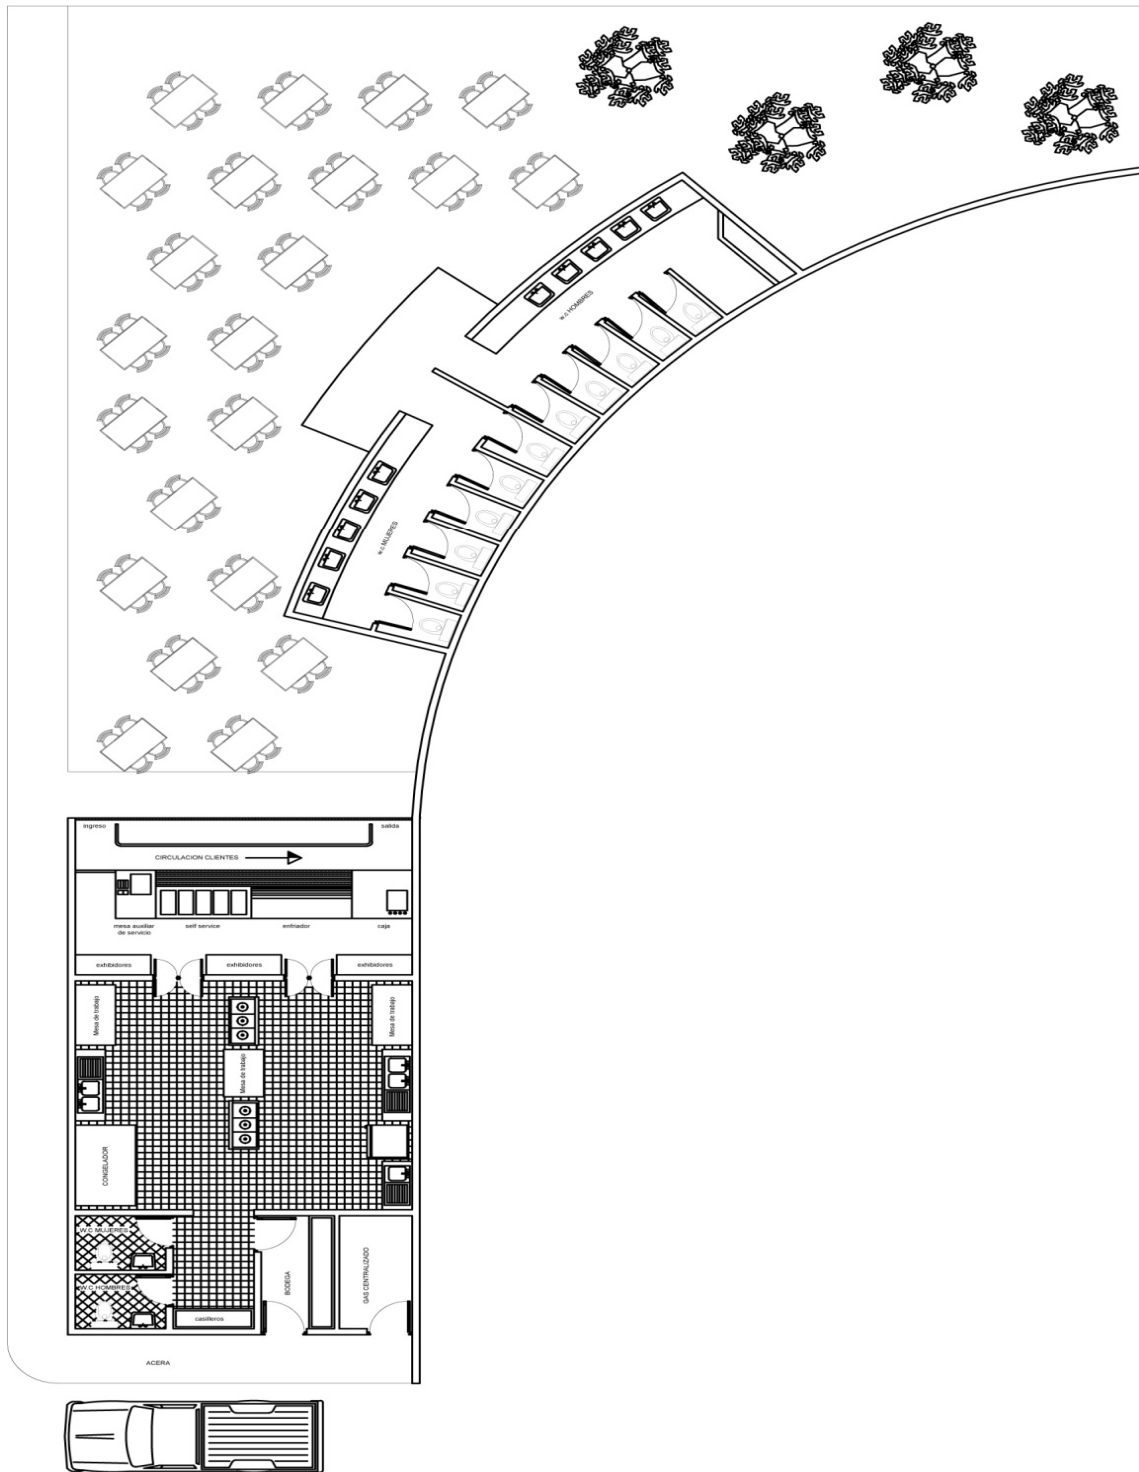 w.c HOMBRES
w.c MUJERES
ingreso
salida
CIRCULACION CLIENTES
mesa auxiliar
de servicio
self service
enfriador
caja
exhibidores
exhibidores
exhibidores
Mesa de trabajo
Mesa de trabajo
Mesa de trabajo
CONGELADOR
W.C MUJERES
W.C HOMBRES
BODEGA
GAS CENTRALIZADO
casilleros
ACERA